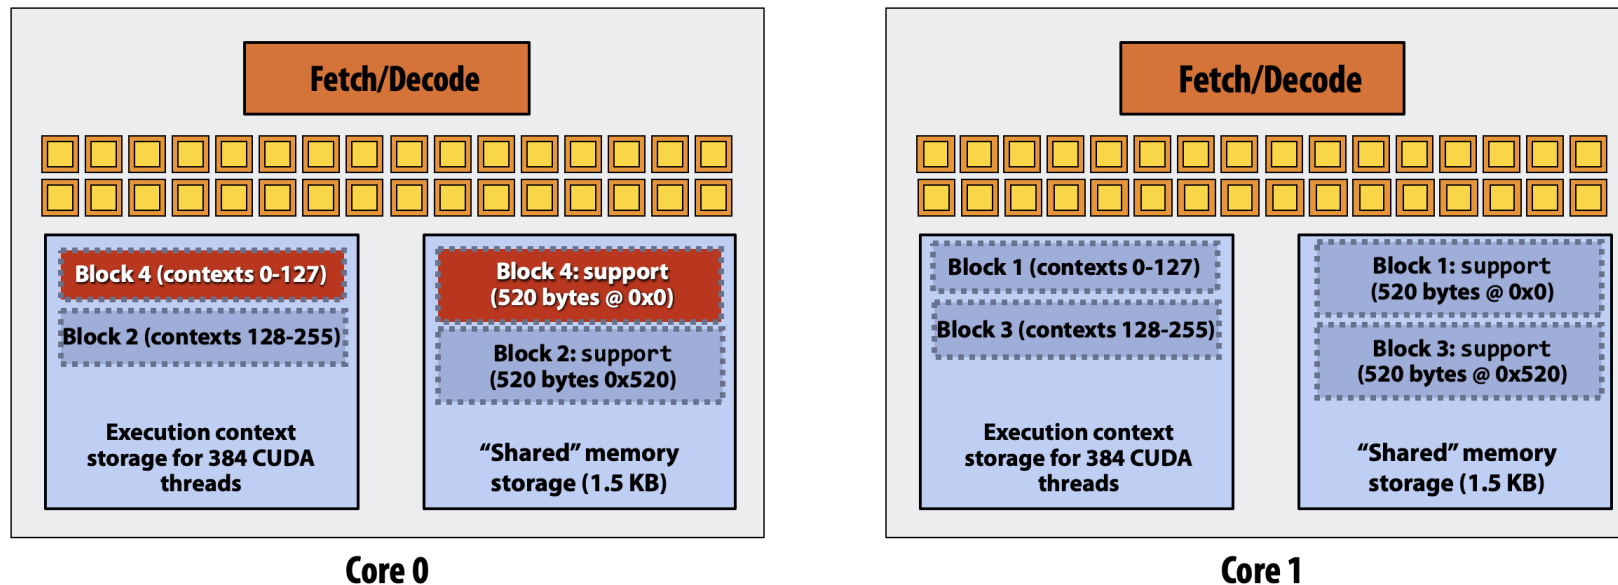 Fetch/Decode
Block 4 (contexts 0-127)
Block 2 (contexts 128-255)
Execution context
storage for 384 CUDA
threads
Block 4: support
(520 bytes @ 0x0)
Block 2: support
(520 bytes 0x520)
“Shared” memory
storage (1.5 KB)
Core 0
Fetch/Decode
Block 1 (contexts 0-127)
Block 3 (contexts 128-255)
Execution context
storage for 384 CUDA
threads
Block 1: support
(520 bytes @ 0x0)
Block 3: support
(520 bytes @ 0x520)
“Shared” memory
storage (1.5 KB)
Core 1